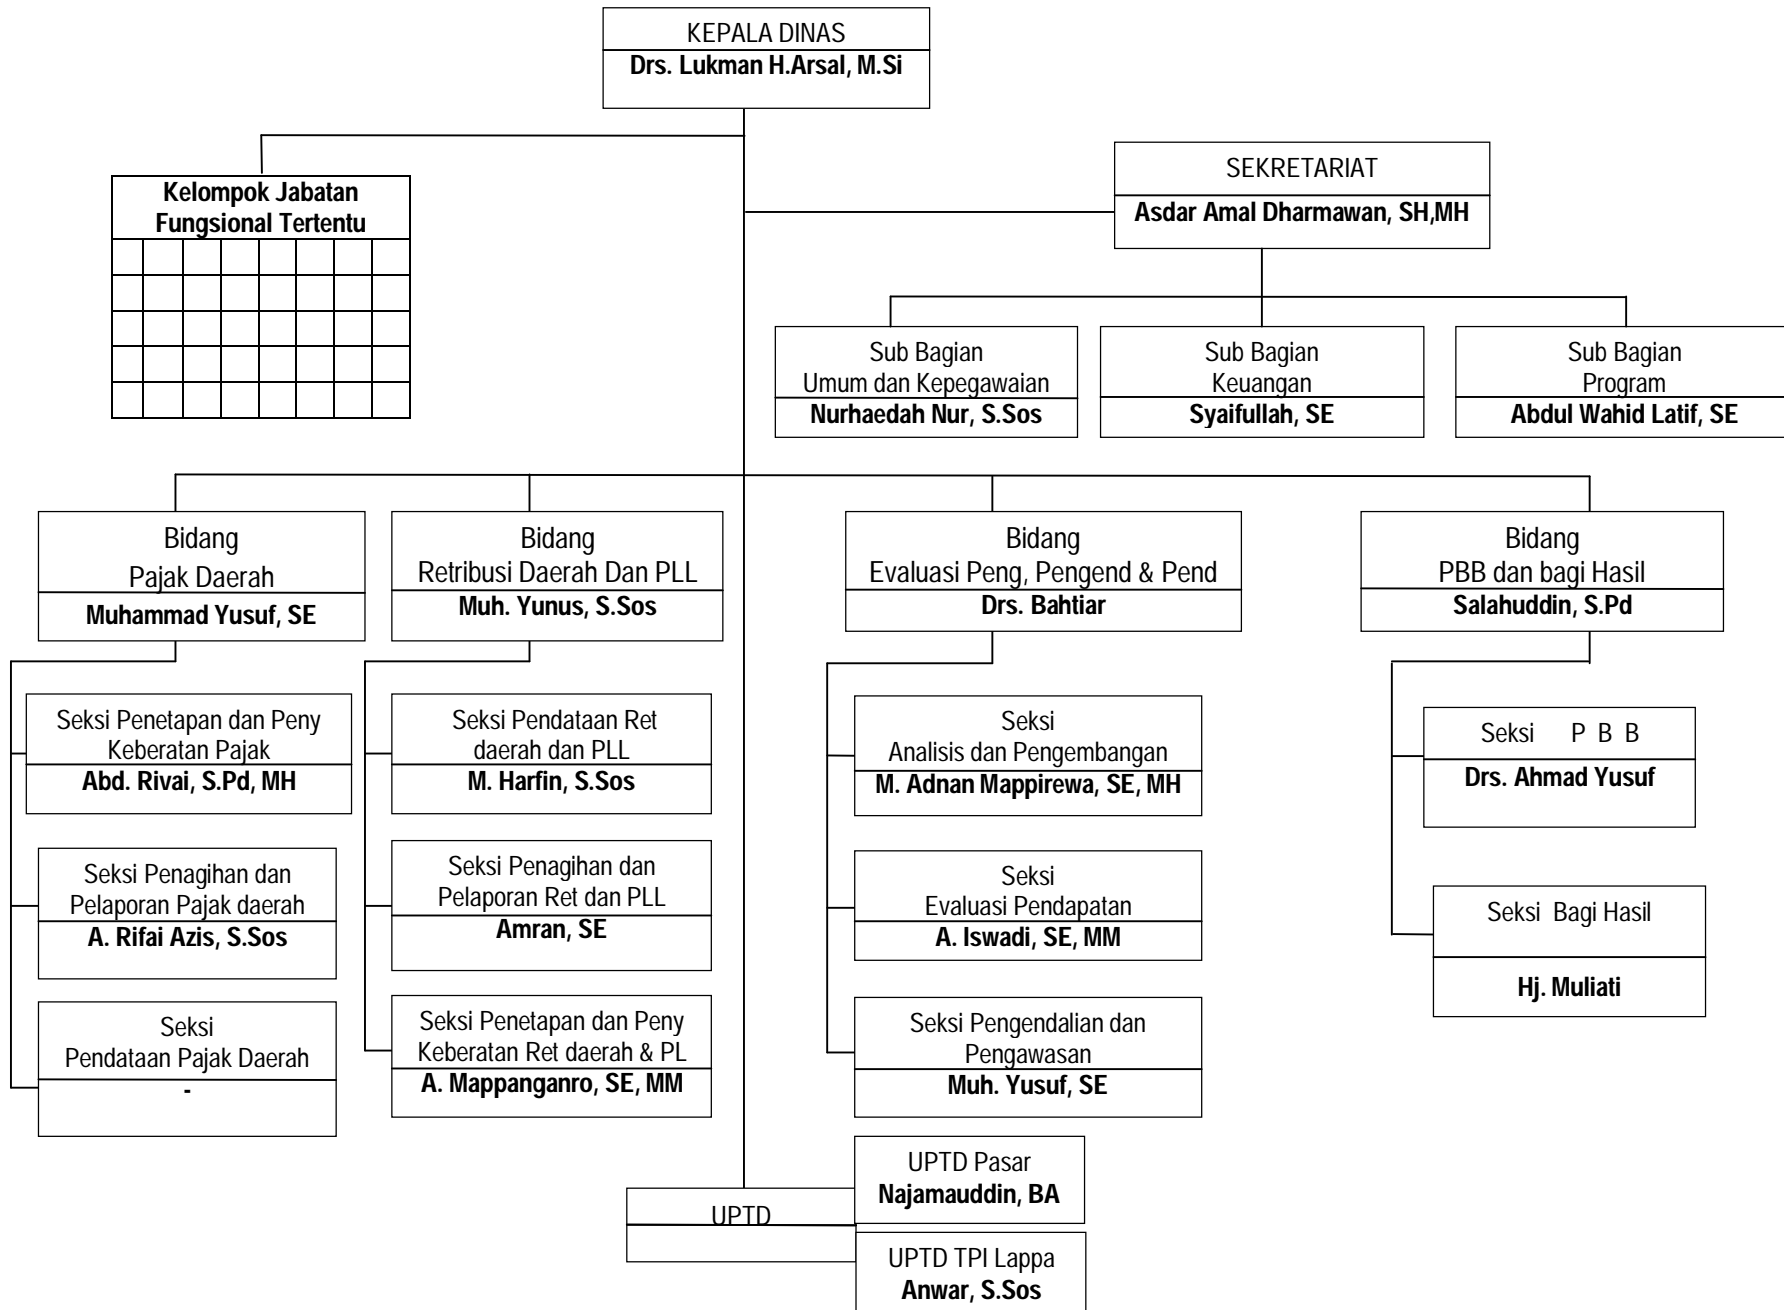 KEPALA DINAS
Drs. Lukman H.Arsal, M.Si
Kelompok Jabatan
Fungsional Tertentu
SEKRETARIAT
Asdar Amal Dharmawan, SH,MH
Sub Bagian
Umum dan Kepegawaian
Nurhaedah Nur, S.Sos
Sub Bagian
Keuangan
Syaifullah, SE
Sub Bagian
Program
Abdul Wahid Latif, SE
Bidang
Pajak Daerah
Muhammad Yusuf, SE
Bidang
Retribusi Daerah Dan PLL
Muh. Yunus, S.Sos
Bidang
Evaluasi Peng, Pengend & Pend
Drs. Bahtiar
Bidang
PBB dan bagi Hasil
Salahuddin, S.Pd
Seksi Penetapan dan Peny
Keberatan Pajak
Abd. Rivai, S.Pd, MH
Seksi Penagihan dan
Pelaporan Pajak daerah
A. Rifai Azis, S.Sos
Seksi
Pendataan Pajak Daerah
-
Seksi Pendataan Ret
daerah dan PLL
M. Harfin, S.Sos
Seksi Penagihan dan
Pelaporan Ret dan PLL
Amran, SE
Seksi Penetapan dan Peny
Keberatan Ret daerah & PL
A. Mappanganro, SE, MM
Seksi
Analisis dan Pengembangan
M. Adnan Mappirewa, SE, MH
Seksi
Evaluasi Pendapatan
A. Iswadi, SE, MM
Seksi Pengendalian dan
Pengawasan
Muh. Yusuf, SE
Seksi P B B
Drs. Ahmad Yusuf
Seksi Bagi Hasil
Hj. Muliati
UPTD
UPTD Pasar
Najamauddin, BA
UPTD TPI Lappa
Anwar, S.Sos